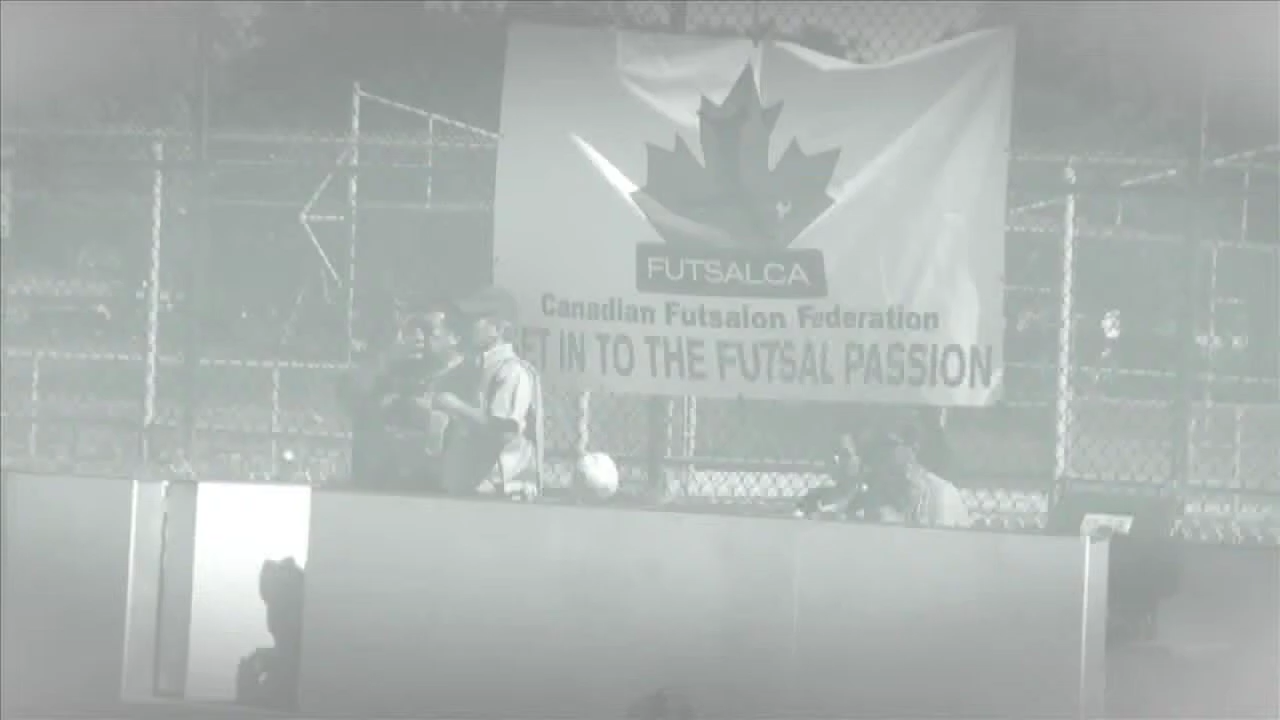 FUTSALCA
Canadian Futsalon Federation
IN TO THE FUTSAL PASSION